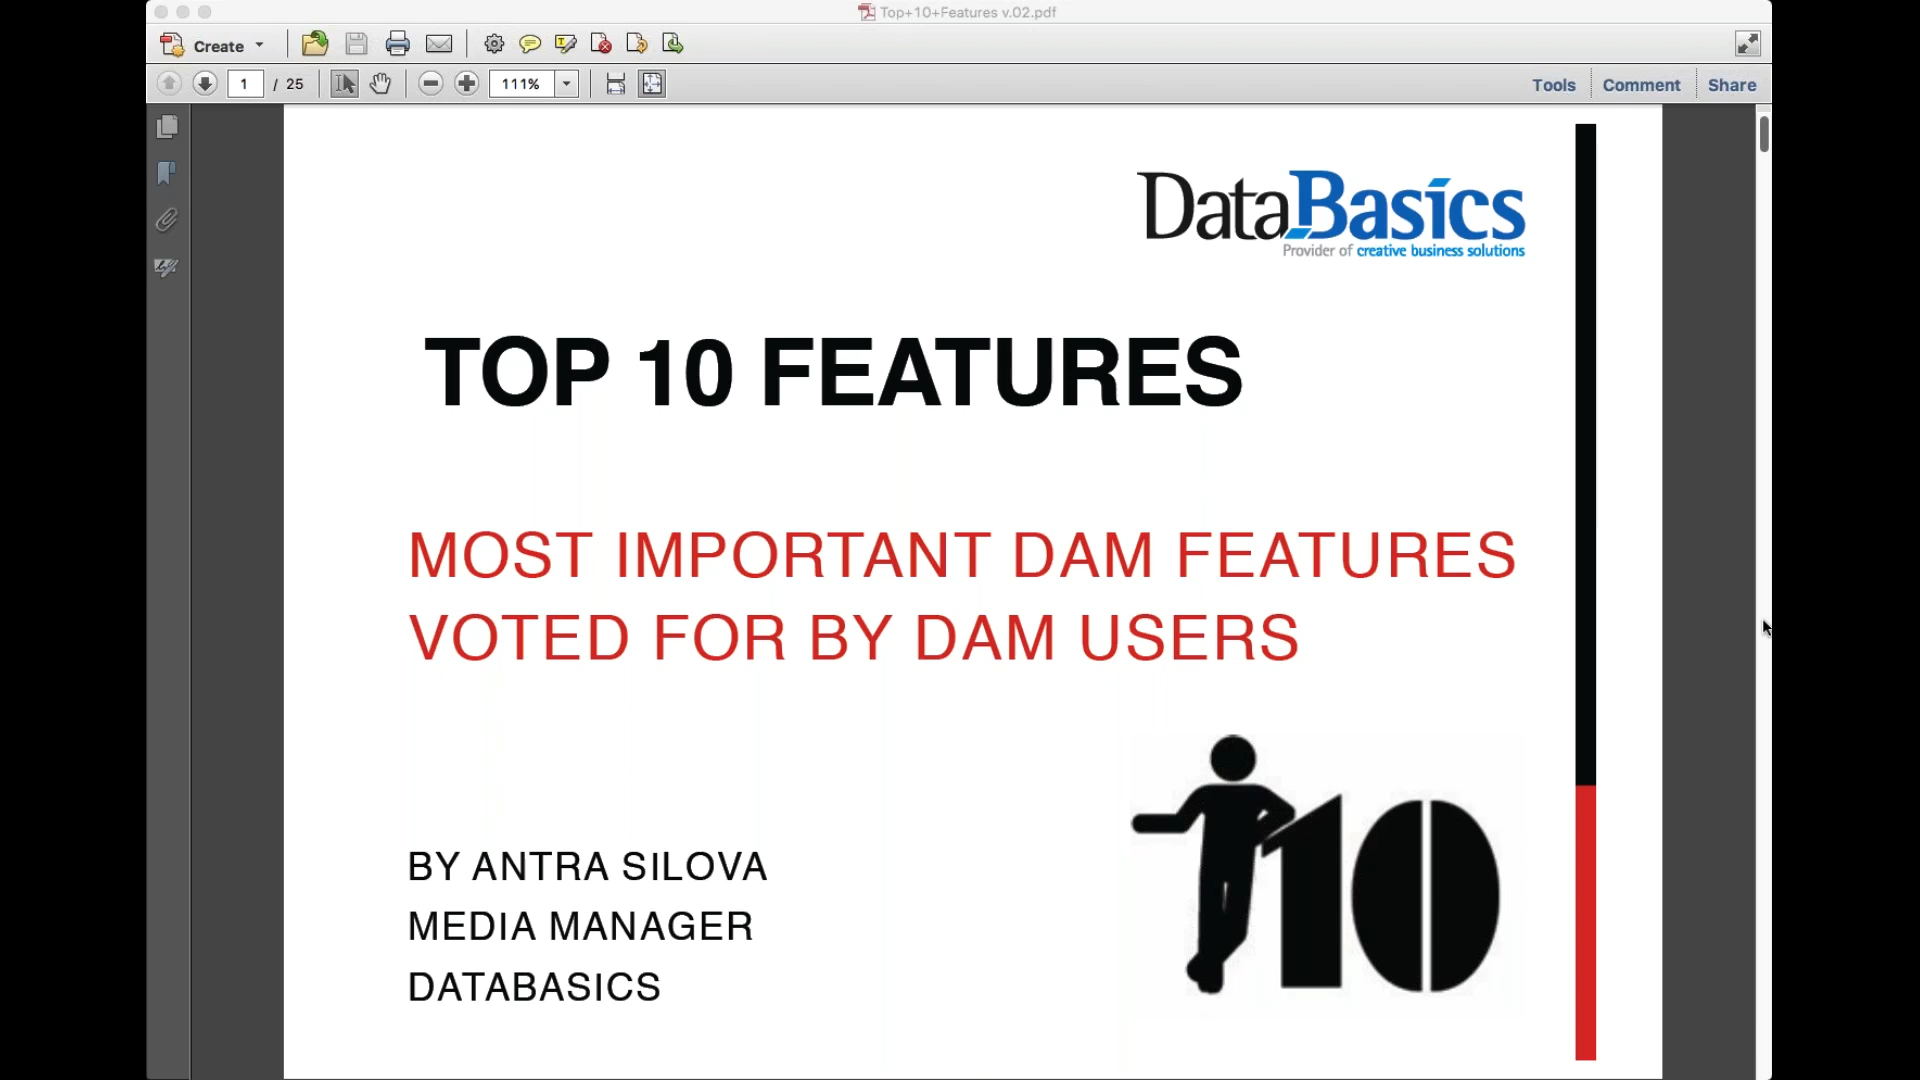 Top+10+Features v.02.pdf
Create
1 / 25
111%
Tools
Comment
Share
DataBasics
Provider of creative business solutions
TOP 10 FEATURES
MOST IMPORTANT DAM FEATURES
VOTED FOR BY DAM USERS
10
BY ANTRA SILOVA
MEDIA MANAGER
DATABASICS